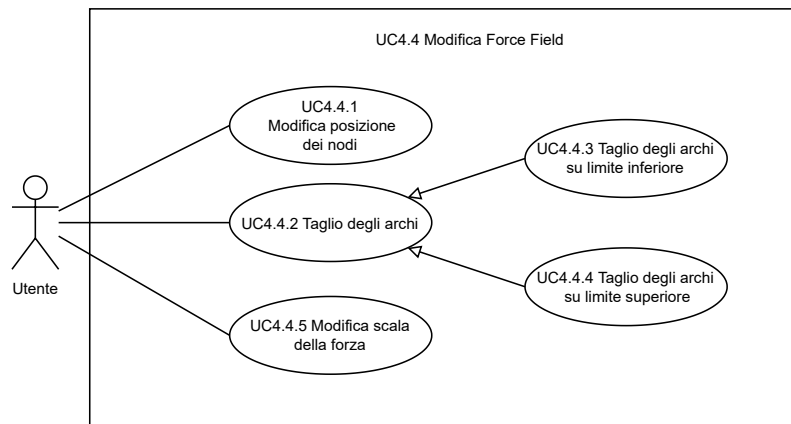 UC4.4 Modifica Force Field
UC4.4.1
Modifica posizione
dei nodi
UC4.4.3 Taglio degli archi
su limite inferiore
UC4.4.2 Taglio degli archi
Utente
UC4.4.4 Taglio degli archi
su limite superiore
UC4.4.5 Modifica scala
della forza